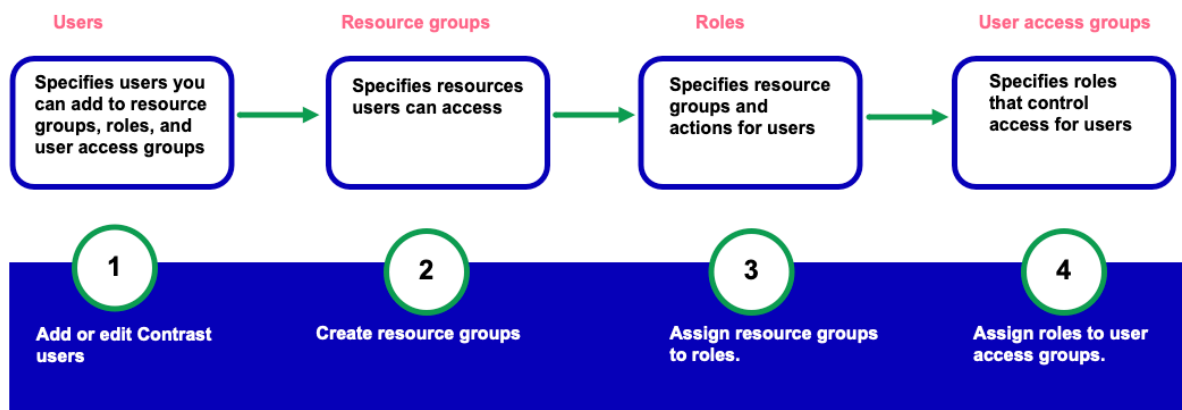 Users
Resource groups
Roles
User access groups
Specifies users you
can add to resource
groups, roles, and
user access groups
Specifies resources
users can access
Specifies resource
groups and
actions for users
Specifies roles
that control
access for users
1
2
3
4
Add or edit Contrast
users
Create resource groups
Assign resource groups
to roles.
Assign roles to user
access groups.